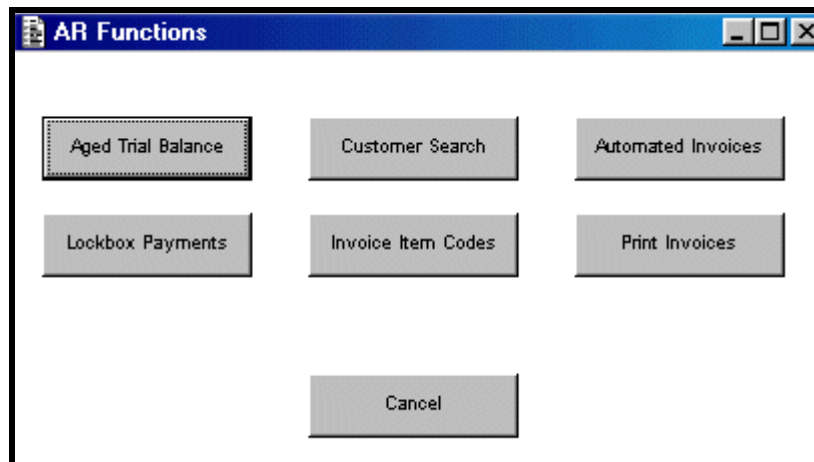 AR Functions
Aged Trial Balance
Customer Search
Automated Invoices
Lockbox Payments
Invoice Item Codes
Print Invoices
Cancel